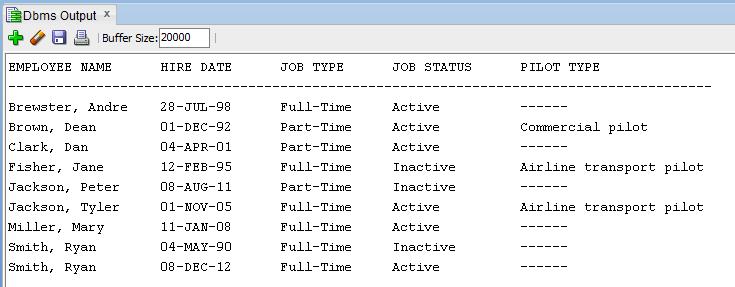 Dbms Output x
Buffer Size: 20000
EMPLOYEE NAME HIRE DATE JOB TYPE JOB STATUS PILOT TYPE
----------------------------------------------------------------------------------------
Brewster, Andre 28-JUL-98 Full-Time Active ------
Brown, Dean 01-DEC-92 Part-Time Active Commercial pilot
Clark, Dan 04-APR-01 Part-Time Active ------
Fisher, Jane 12-FEB-95 Full-Time Inactive Airline transport pilot
Jackson, Peter 08-AUG-11 Part-Time Inactive ------
Jackson, Tyler 01-NOV-05 Full-Time Active Airline transport pilot
Miller, Mary 11-JAN-08 Full-Time Active ------
Smith, Ryan 04-MAY-90 Full-Time Inactive ------
Smith, Ryan 08-DEC-12 Full-Time Active ------